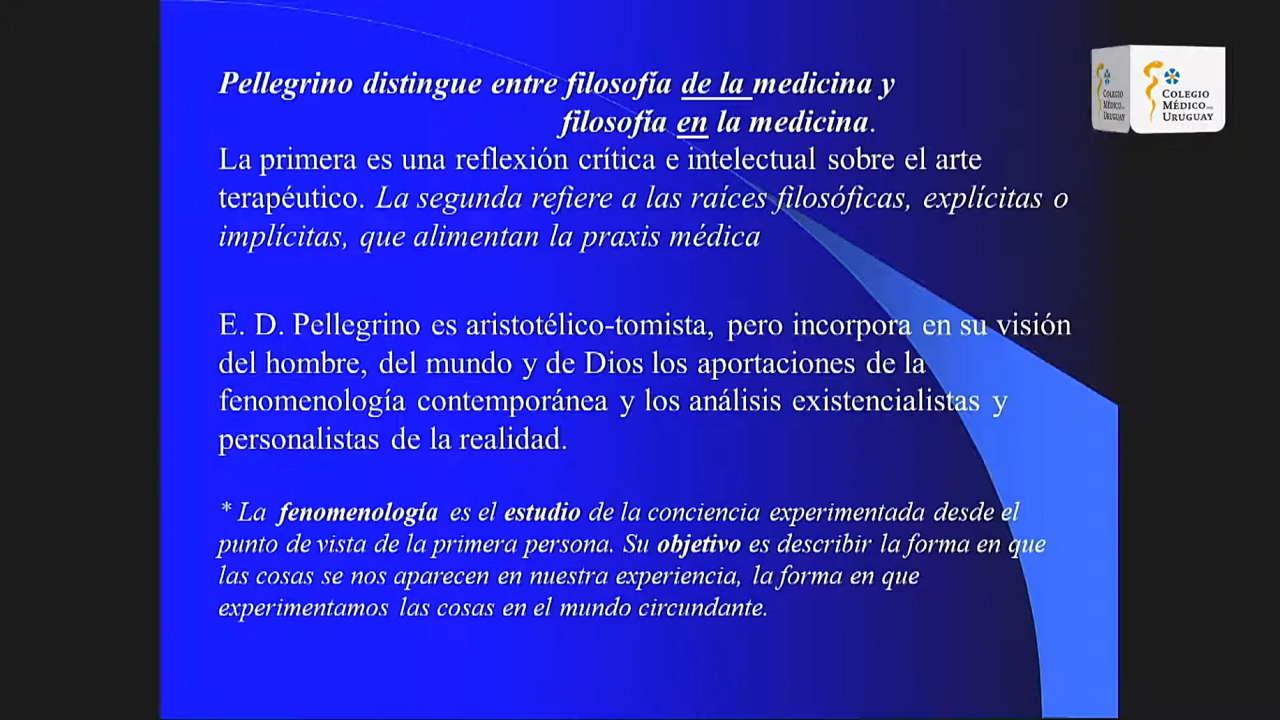 Pellegrino distingue entre filosofía de la medicina y
filosofía en la medicina.
La primera es una reflexión crítica e intelectual sobre el arte
terapéutico. La segunda refiere a las raíces filosóficas, explícitas o
implícitas, que alimentan la praxis médica
E. D. Pellegrino es aristotélico-tomista, pero incorpora en su visión
del hombre, del mundo y de Dios los aportaciones de la
fenomenología contemporánea y los análisis existencialistas y
personalistas de la realidad.
* La fenomenología es el estudio de la conciencia experimentada desde el
punto de vista de la primera persona. Su objetivo es describir la forma en que
las cosas se nos aparecen en nuestra experiencia, la forma en que
experimentamos las cosas en el mundo circundante.
COLEGIO
MÉDICO DEL
URUGUAY
COLEGIO
MÉDICO
URUGUAY